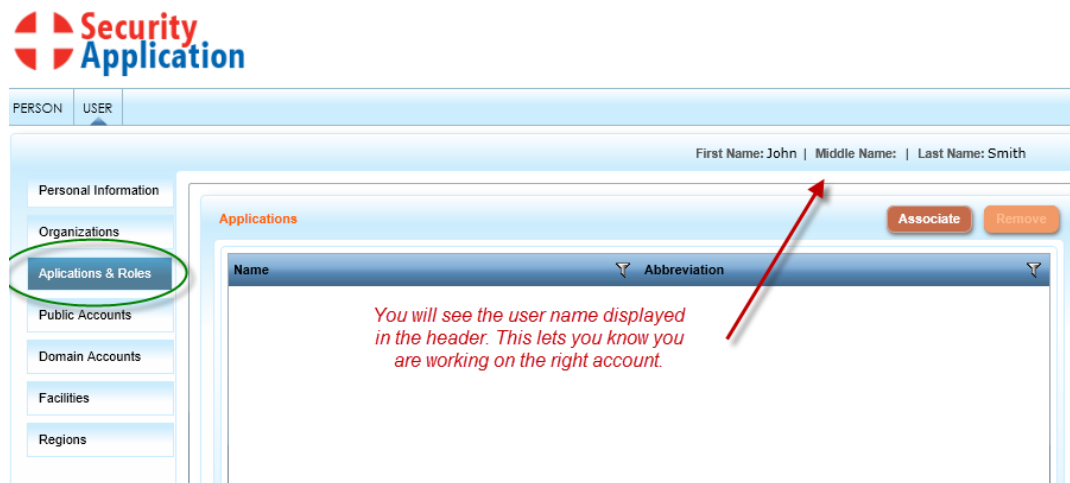 Security
Application
PERSON USER
First Name: John | Middle Name: | Last Name: Smith
Personal Information
Organizations
Aplications & Roles
Public Accounts
Domain Accounts
Facilities
Regions
Applications
Associate Remove
Name Abbreviation
You will see the user name displayed
in the header. This lets you know you
are working on the right account.